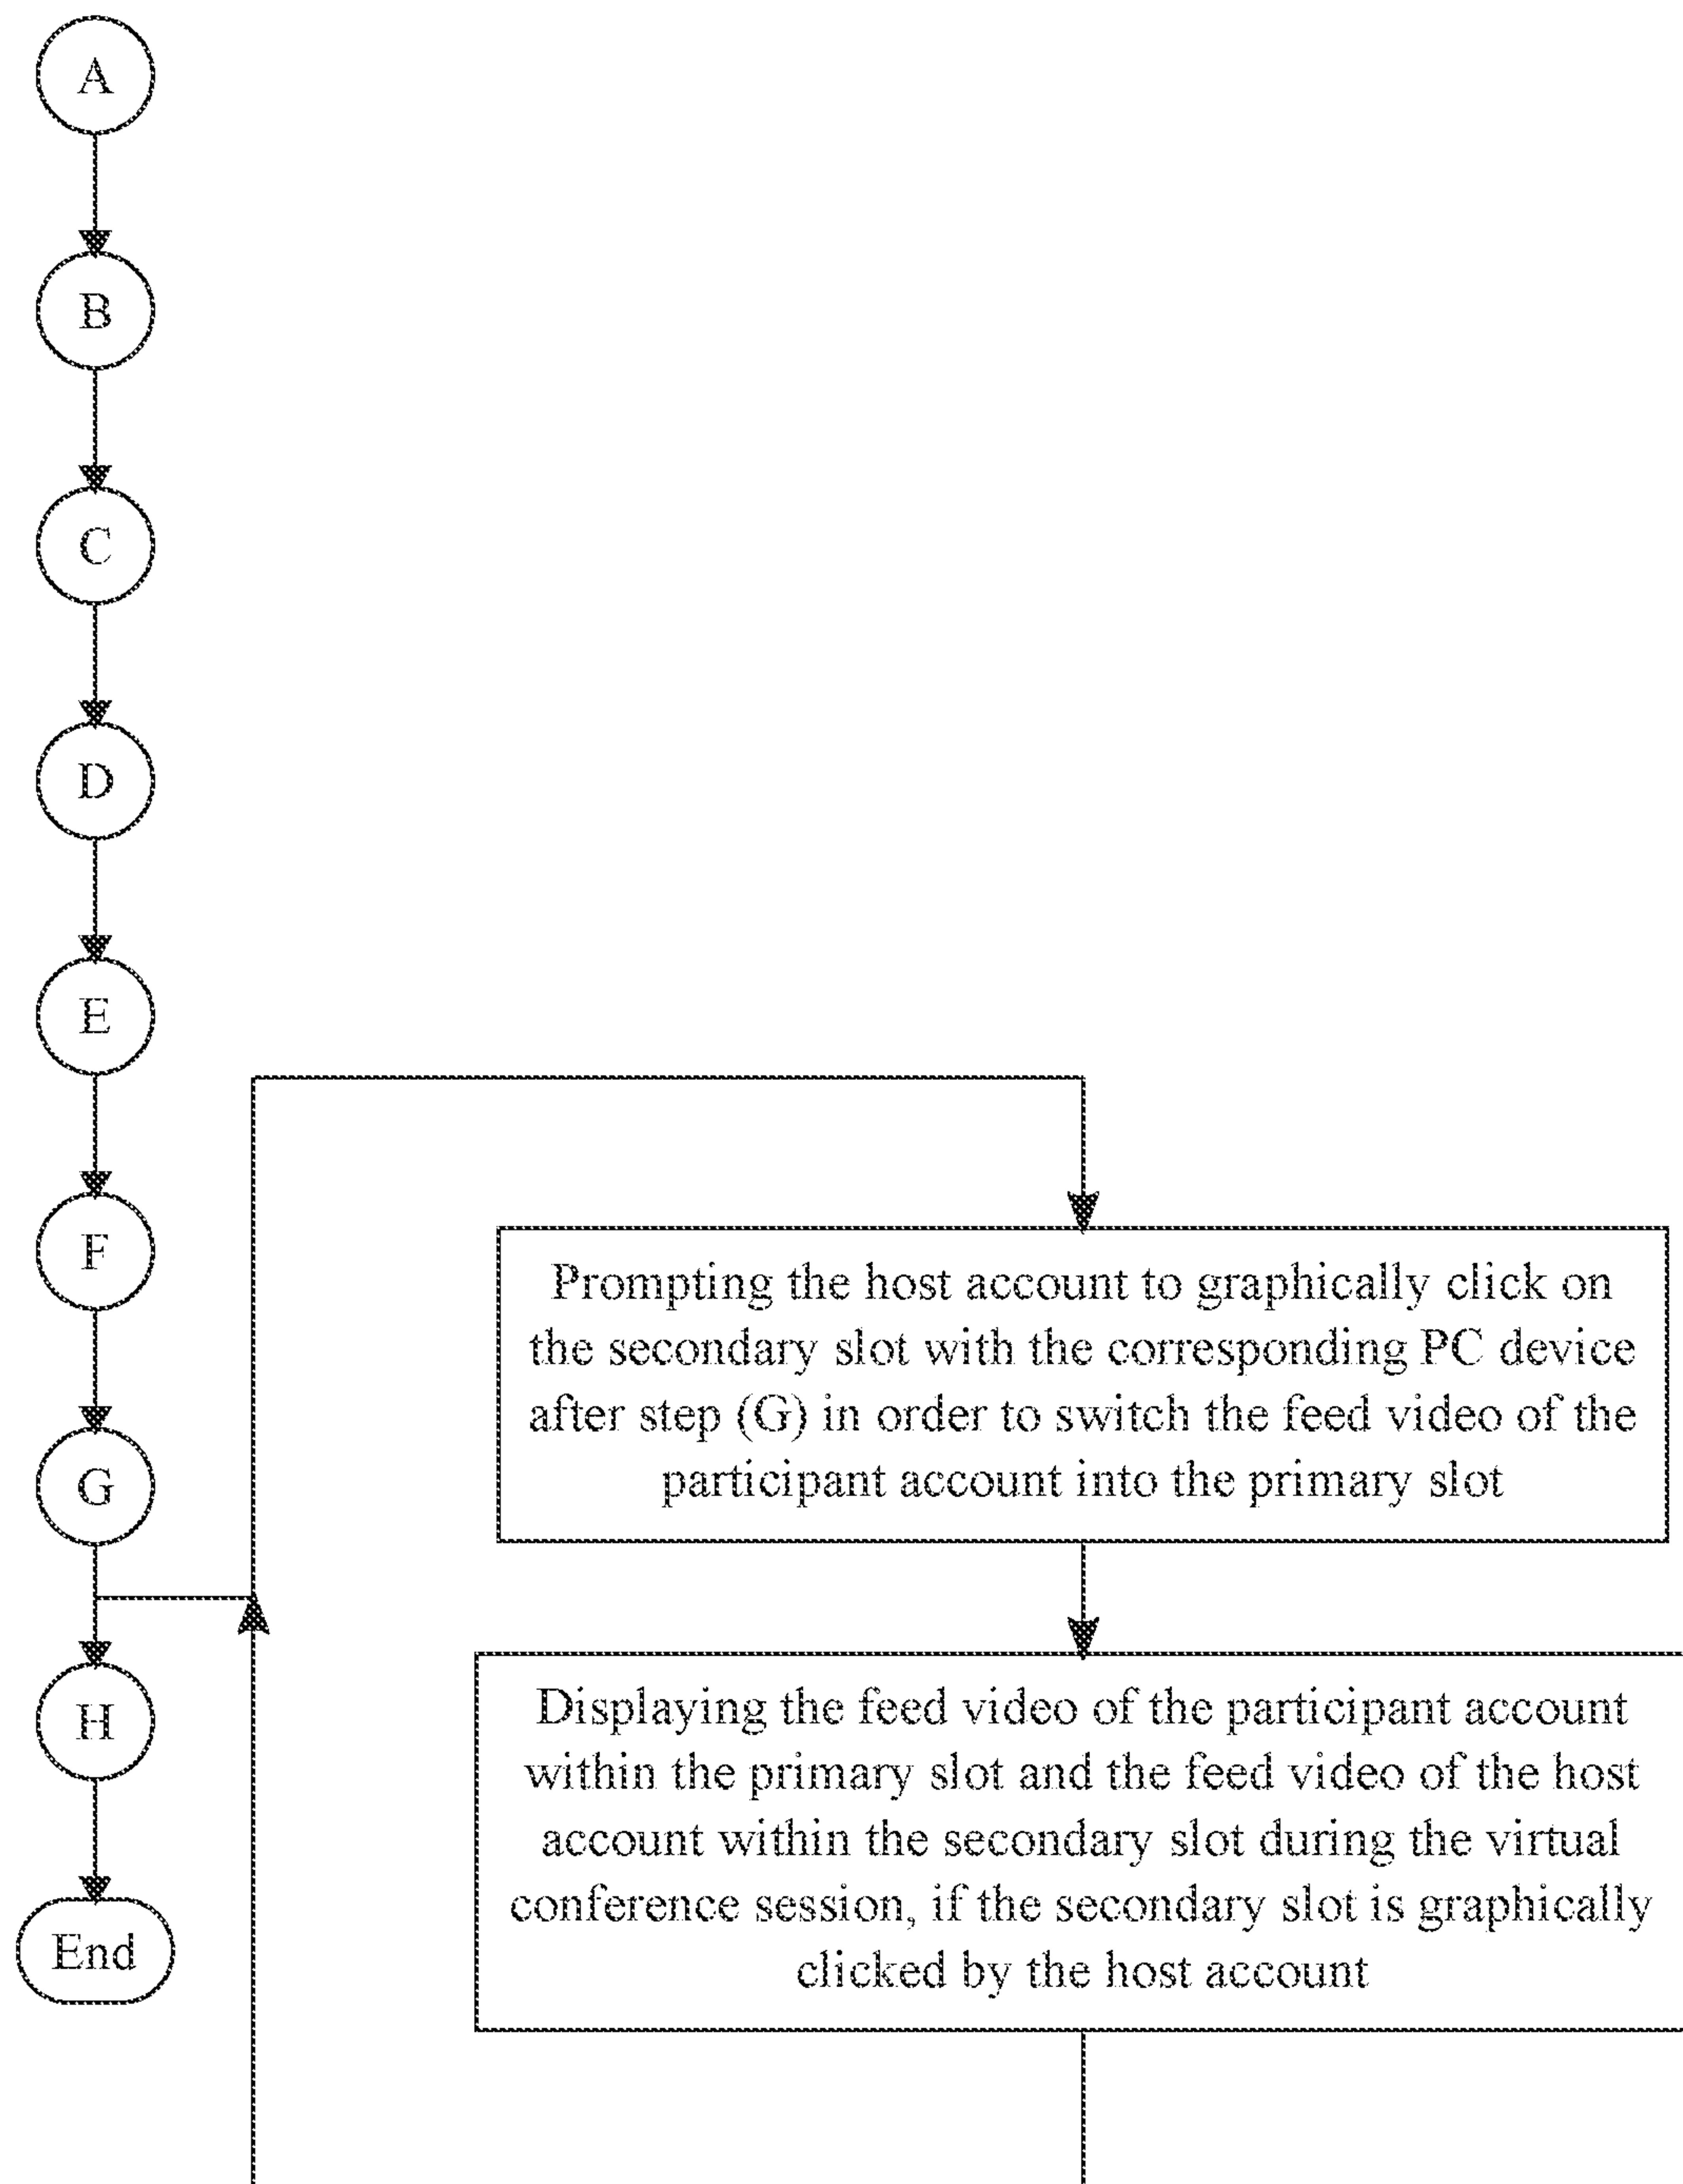 A
B
C
D
E
F
G
H
End
Prompting the host account to graphically click on
the secondary slot with the corresponding PC device
after step (G) in order to switch the feed video of the
participant account into the primary slot
Displaying the feed video of the participant account
within the primary slot and the feed video of the host
account within the secondary slot during the virtual
conference session, if the secondary slot is graphically
clicked by the host account